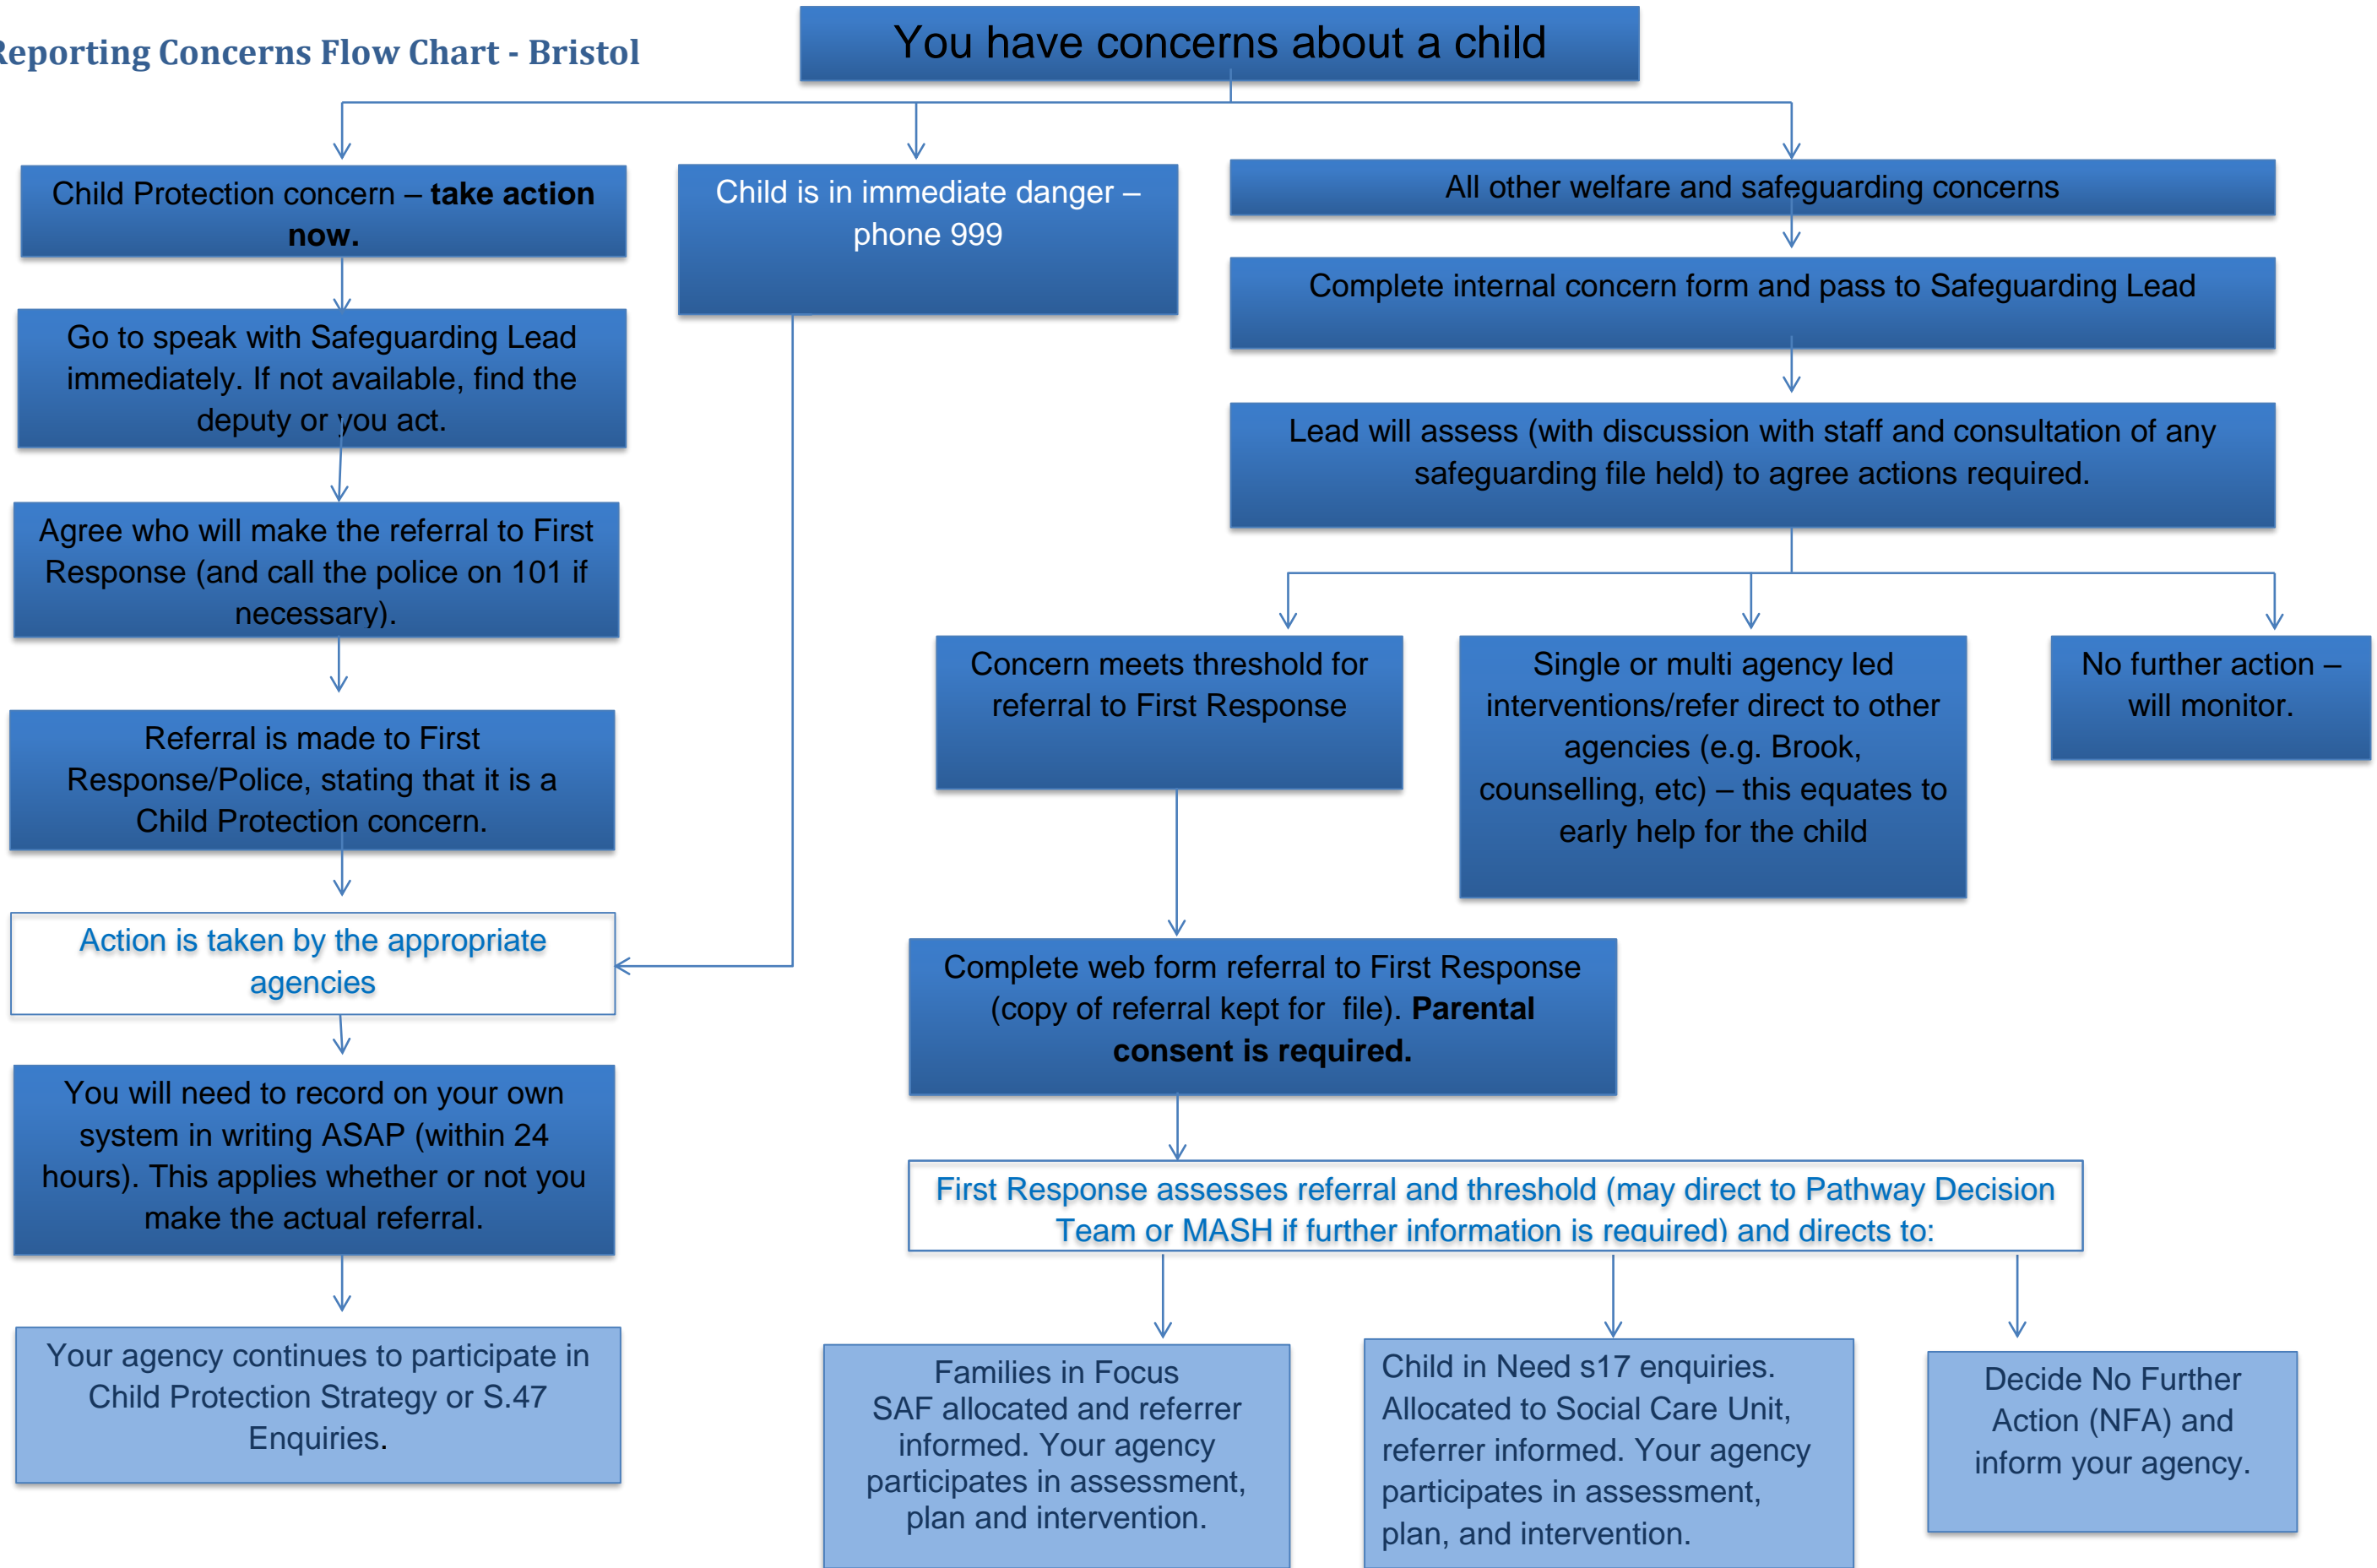 Reporting Concerns Flow Chart - Bristol
You have concerns about a child
Child Protection concern – take action
now.
Go to speak with Safeguarding Lead
immediately. If not available, find the
deputy or you act.
Agree who will make the referral to First
Response (and call the police on 101 if
necessary).
Referral is made to First
Response/Police, stating that it is a
Child Protection concern.
Action is taken by the appropriate
agencies
You will need to record on your own
system in writing ASAP (within 24
hours). This applies whether or not you
make the actual referral.
Your agency continues to participate in
Child Protection Strategy or S.47
Enquiries.
Child is in immediate danger –
phone 999
All other welfare and safeguarding concerns
Complete internal concern form and pass to Safeguarding Lead
Lead will assess (with discussion with staff and consultation of any
safeguarding file held) to agree actions required.
Concern meets threshold for
referral to First Response
Single or multi agency led
interventions/refer direct to other
agencies (e.g. Brook,
counselling, etc) – this equates to
early help for the child
No further action –
will monitor.
Complete web form referral to First Response
(copy of referral kept for  file). Parental
consent is required.
First Response assesses referral and threshold (may direct to Pathway Decision
Team or MASH if further information is required) and directs to:
Families in Focus
SAF allocated and referrer
informed. Your agency
participates in assessment,
plan and intervention.
Child in Need s17 enquiries.
Allocated to Social Care Unit,
referrer informed. Your agency
participates in assessment,
plan, and intervention.
Decide No Further
Action (NFA) and
inform your agency.